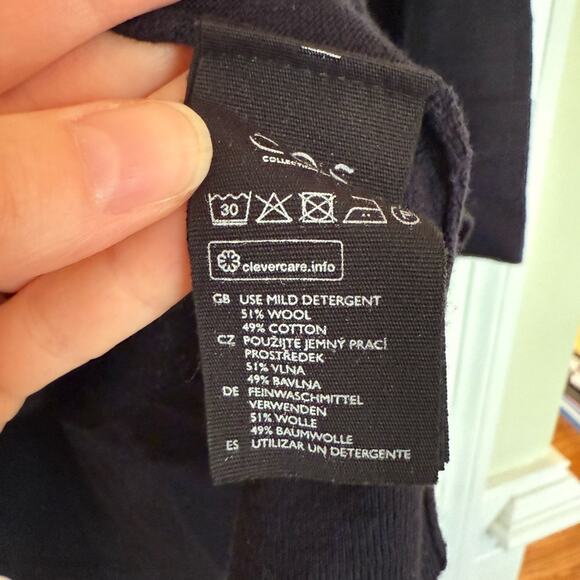 COS
30
clevercare.info
GB USE MILD DETERGENT
51% WOOL
49% COTTON
CZ POUŽIJTE JEMNÝ PRACÍ
PROSTŘEDEK
51% VLNA
49% BAVLNA
DE FEINWASCHMITTEL
VERWENDEN
51% WOLLE
49% BAUMWOLLE
ES UTILIZAR UN DETERGENTE